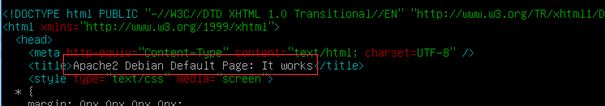 <!DOCTYPE html PUBLIC "-//W3C//DTD XHTML 1.0 Transitional//EN" "http://www.w3.org/TR/xhtml1/D
<html xmlns="http://www.w3.org/1999/xhtml">
<head>
<meta http-equiv="Content-Type" content="text/html; charset=UTF-8" />
<title>Apache2 Debian Default Page: It works</title>
<style type="text/css" media="screen">
* {
margin: 0px 0px 0px 0px;